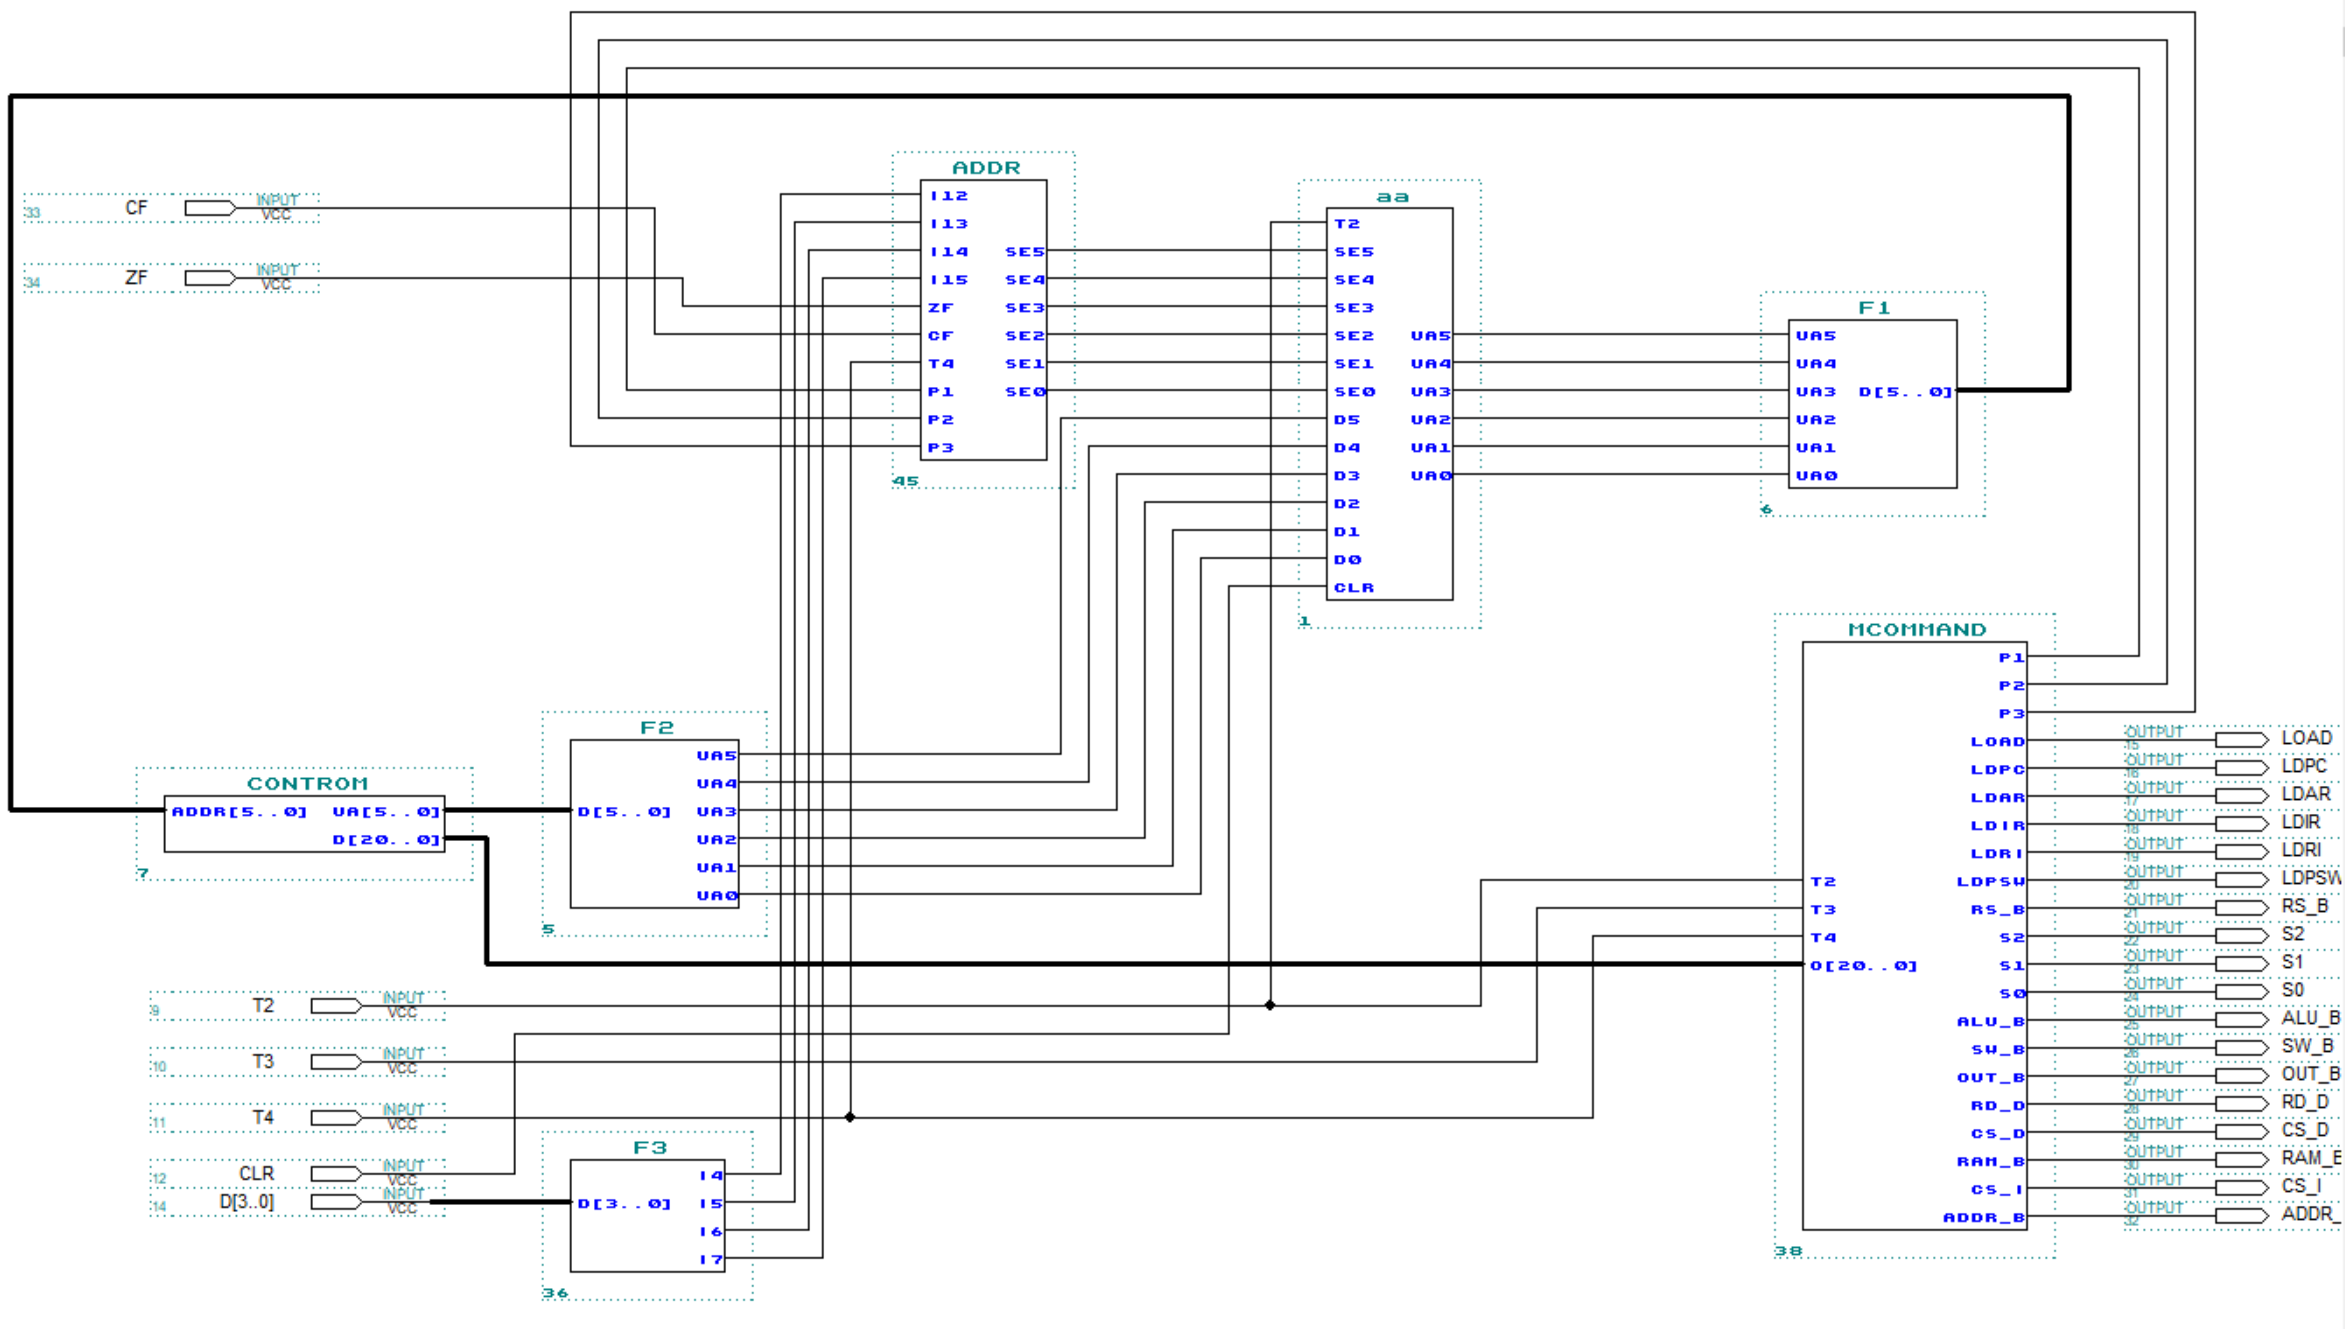 33 CF INPUT VCC
34 ZF INPUT VCC
ADDR
I12
I13
I14 SE5
I15 SE4
ZF SE3
CF SE2
T4 SE1
P1 SE0
P2
P3
45
aa
T2
SE5
SE4
SE3
SE2 UA5
SE1 UA4
SE0 UA3
D5 UA2
D4 UA1
D3 UA0
D2
D1
D0
CLR
1
F1
UA5
UA4
UA3 D[5..0]
UA2
UA1
UA0
6
CONTROM
ADDR[5..0] UA[5..0]
D[20..0]
7
F2
UA5
UA4
D[5..0] UA3
UA2
UA1
UA0
5
9 T2 INPUT VCC
10 T3 INPUT VCC
11 T4 INPUT VCC
12 CLR INPUT VCC
14 D[3..0] INPUT VCC
F3
I4
D[3..0] I5
I6
I7
36
MCOMMAND
P1
P2
P3
LOAD
LDPC
LDAR
LDIR
LDRI
T2 LDPSW
T3 RS_B
T4 S2
O[20..0] S1
S0
ALU_B
SW_B
OUT_B
RD_D
CS_D
RAM_B
CS_I
ADDR_B
38
OUTPUT 15 LOAD
OUTPUT 16 LDPC
OUTPUT 17 LDAR
OUTPUT 18 LDIR
OUTPUT 19 LDRI
OUTPUT 20 LDPSW
OUTPUT 21 RS_B
OUTPUT 22 S2
OUTPUT 23 S1
OUTPUT 24 S0
OUTPUT 25 ALU_B
OUTPUT 26 SW_B
OUTPUT 27 OUT_B
OUTPUT 28 RD_D
OUTPUT 29 CS_D
OUTPUT 30 RAM_B
OUTPUT 31 CS_I
OUTPUT 32 ADDR_